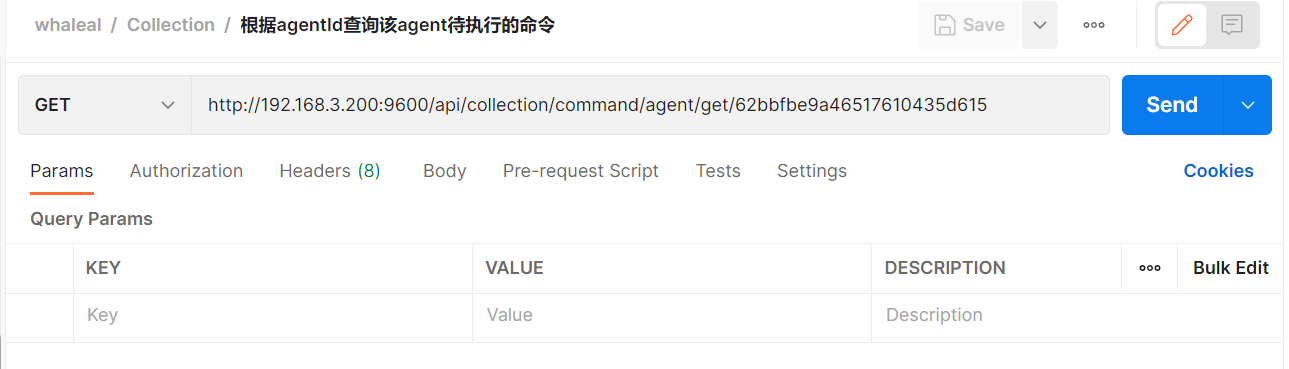 whaleal / Collection / 根据agentId查询该agent待执行的命令
Save
GET
http://192.168.3.200:9600/api/collection/command/agent/get/62bbfbe9a46517610435d615
Send
Params Authorization Headers (8) Body Pre-request Script Tests Settings Cookies
Query Params
KEY VALUE DESCRIPTION Bulk Edit
Key Value Description